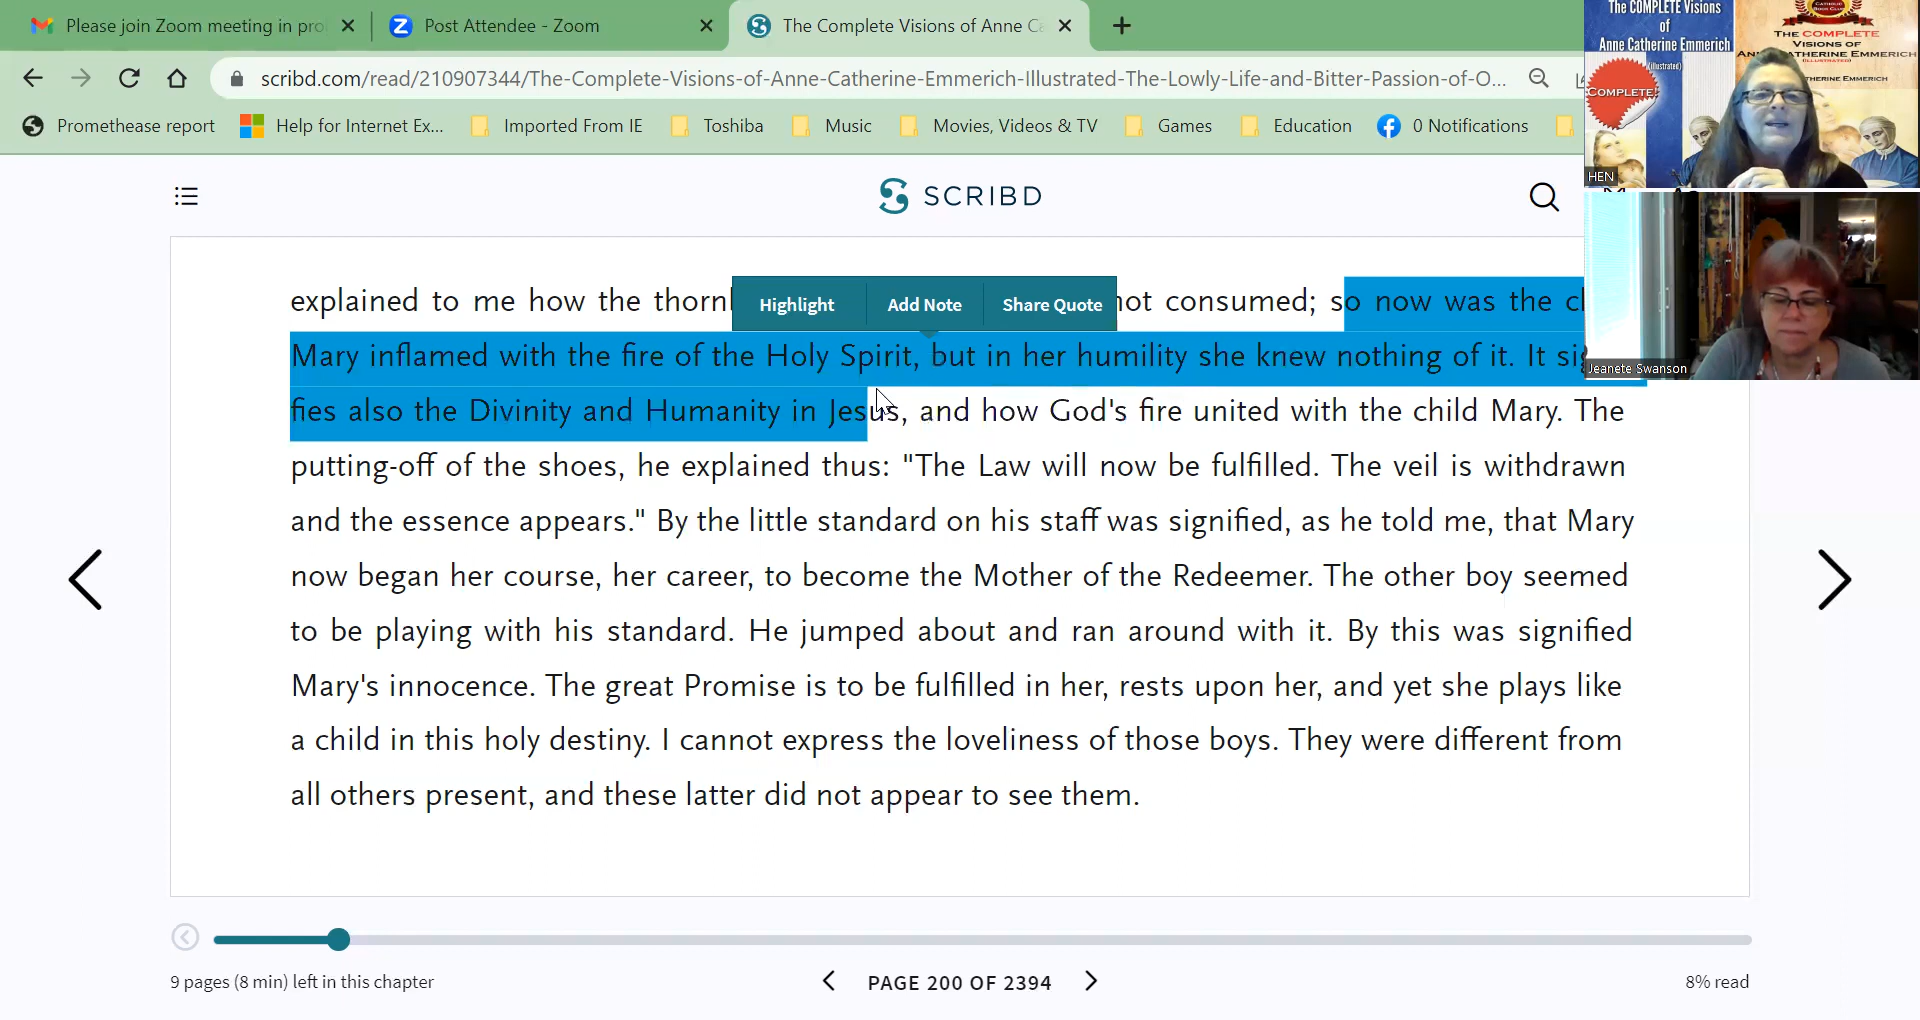 Please join Zoom meeting in pro
Post Attendee - Zoom
The Complete Visions of Anne Ca
scribd.com/read/210907344/The-Complete-Visions-of-Anne-Catherine-Emmerich-Illustrated-The-Lowly-Life-and-Bitter-Passion-of-O...
Promethease report
Help for Internet Ex...
Imported From IE
Toshiba
Music
Movies, Videos & TV
Games
Education
0 Notifications
The COMPLETE Visions
of
Anne Catherine Emmerich
(illustrated)
COMPLETE!
THE COMPLETE
VISIONS OF
EMMERICH
HEN
Jeanete Swanson
SCRIBD
explained to me how the thorn
Highlight
Add Note
Share Quote
not consumed; so now was the
Mary inflamed with the fire of the Holy Spirit, but in her humility she knew nothing of it. It
fies also the Divinity and Humanity in Jesus, and how God's fire united with the child Mary. The
putting-off of the shoes, he explained thus: "The Law will now be fulfilled. The veil is withdrawn
and the essence appears." By the little standard on his staff was signified, as he told me, that Mary
now began her course, her career, to become the Mother of the Redeemer. The other boy seemed
to be playing with his standard. He jumped about and ran around with it. By this was signified
Mary's innocence. The great Promise is to be fulfilled in her, rests upon her, and yet she plays like
a child in this holy destiny. I cannot express the loveliness of those boys. They were different from
all others present, and these latter did not appear to see them.
9 pages (8 min) left in this chapter
PAGE 200 OF 2394
8% read